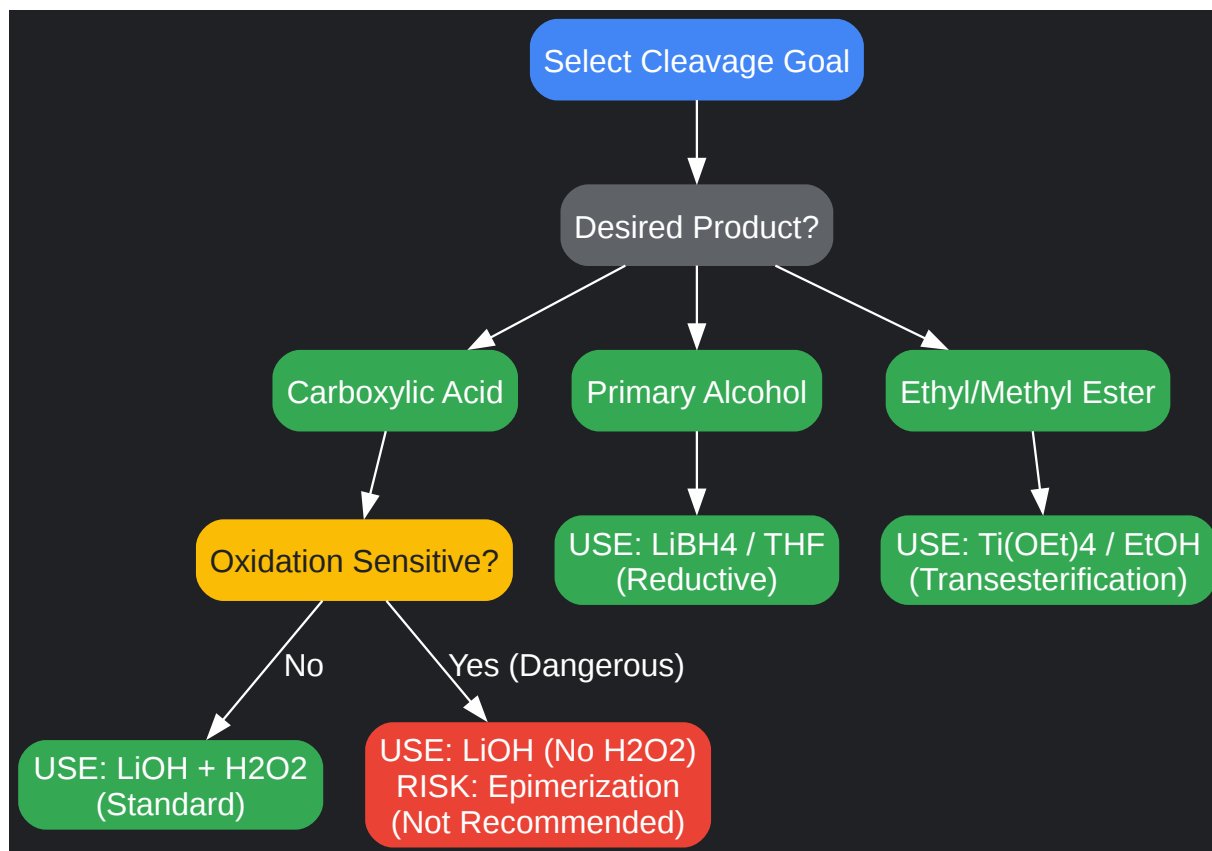 Select Cleavage Goal
Desired Product?
Carboxylic Acid
Primary Alcohol
Ethyl/Methyl Ester
Oxidation Sensitive?
USE: LiBH4 / THF
(Reductive)
USE: Ti(OEt)4 / EtOH
(Transesterification)
No
Yes (Dangerous)
USE: LiOH + H2O2
(Standard)
USE: LiOH (No H2O2)
RISK: Epimerization
(Not Recommended)